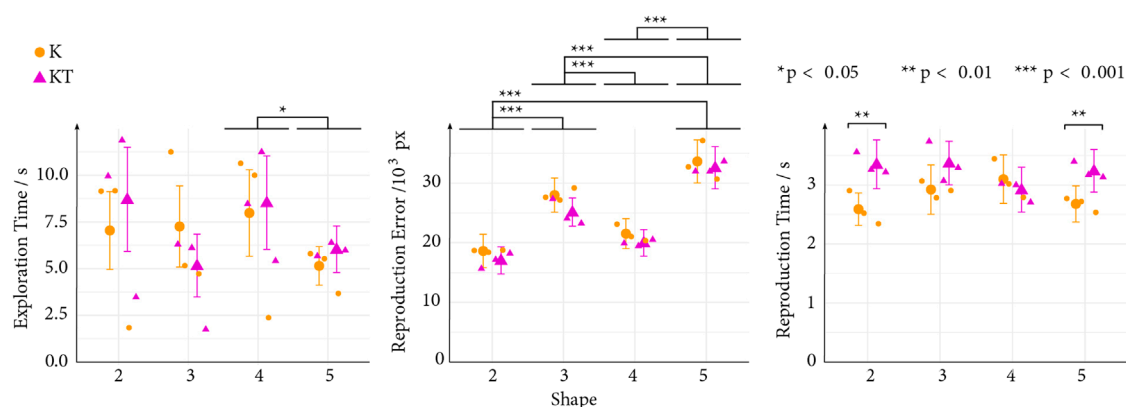 K
KT
*p < 0.05
**p < 0.01
***p < 0.001
Exploration Time / s
10.0
7.5
5.0
2.5
0.0
*
2 3 4 5
Reproduction Error /10³ px
30
20
10
0
***
***
***
***
***
2 3 4 5
Shape
Reproduction Time / s
3
2
1
0
**
**
2 3 4 5